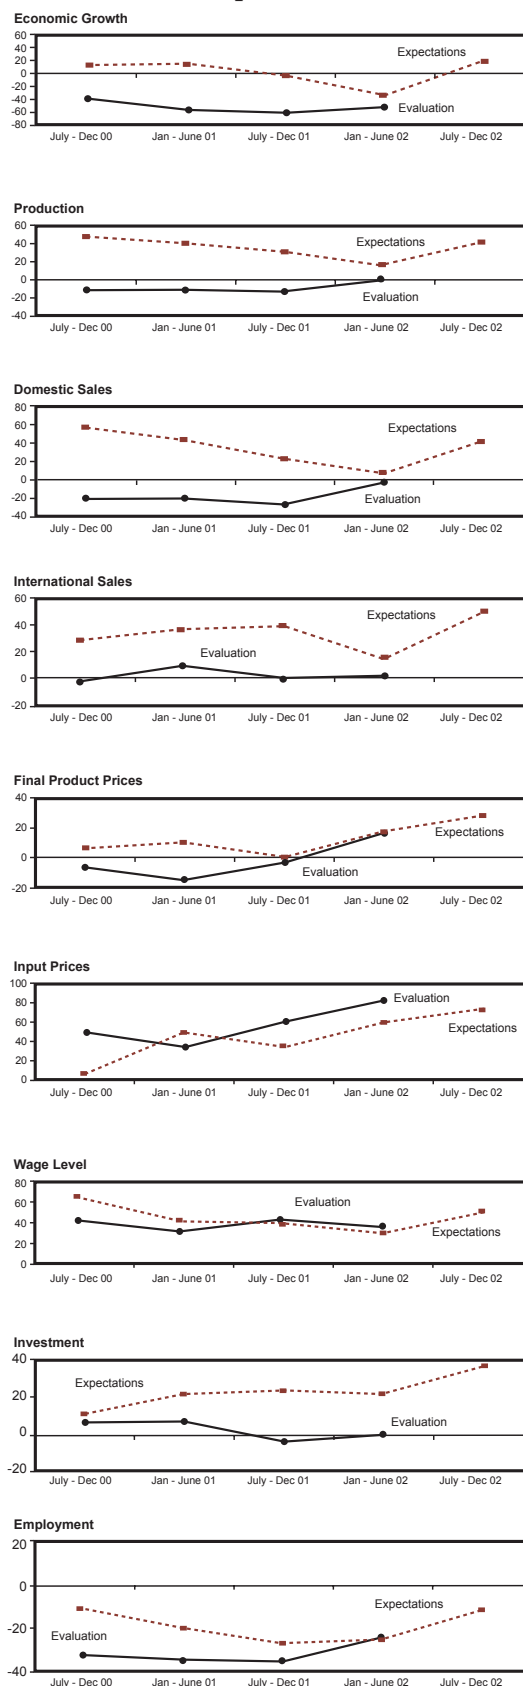 Economic Growth
60
40
Expectations
20
0
-20
-40
Evaluation
-60
-80
July - Dec 00 Jan - June 01 July - Dec 01 Jan - June 02 July - Dec 02
Production
60
40
Expectations
20
0
-20
Evaluation
-40
July - Dec 00 Jan - June 01 July - Dec 01 Jan - June 02 July - Dec 02
Domestic Sales
80
60
Expectations
40
20
0
-20
Evaluation
-40
July - Dec 00 Jan - June 01 July - Dec 01 Jan - June 02 July - Dec 02
International Sales
60
Expectations
40
Evaluation
20
0
-20
July - Dec 00 Jan - June 01 July - Dec 01 Jan - June 02 July - Dec 02
Final Product Prices
40
20
Expectations
0
Evaluation
-20
July - Dec 00 Jan - June 01 July - Dec 01 Jan - June 02 July - Dec 02
Input Prices
100
Evaluation
80
60
Expectations
40
20
0
July - Dec 00 Jan - June 01 July - Dec 01 Jan - June 02 July - Dec 02
Wage Level
80
Evaluation
60
40
Expectations
20
0
July - Dec 00 Jan - June 01 July - Dec 01 Jan - June 02 July - Dec 02
Investment
40
Expectations
20
Evaluation
0
-20
July - Dec 00 Jan - June 01 July - Dec 01 Jan - June 02 July - Dec 02
Employment
20
0
Expectations
-20
Evaluation
-40
July - Dec 00 Jan - June 01 July - Dec 01 Jan - June 02 July - Dec 02